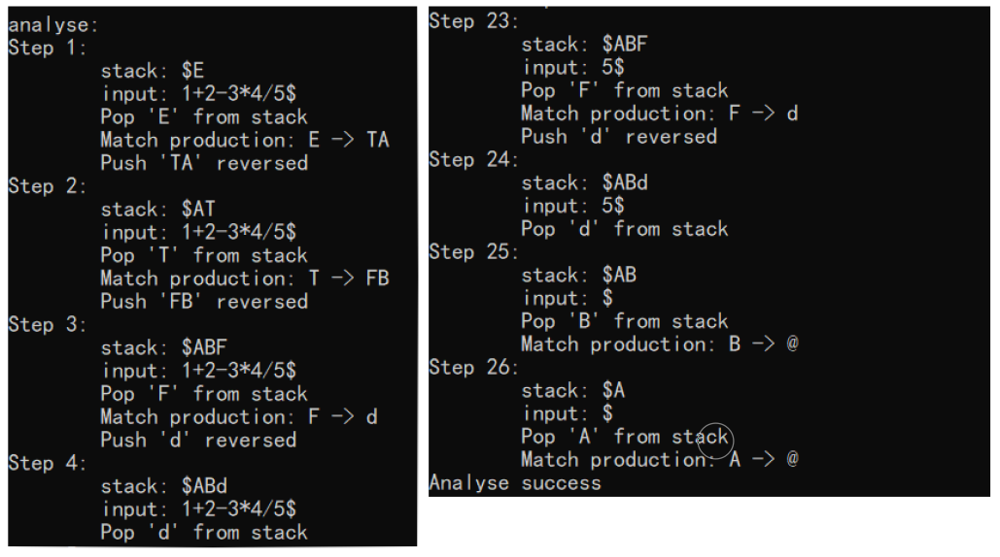 analyse:
Step 1:
stack: $E
input: 1+2-3*4/5$
Pop 'E' from stack
Match production: E -> TA
Push 'TA' reversed
Step 2:
stack: $AT
input: 1+2-3*4/5$
Pop 'T' from stack
Match production: T -> FB
Push 'FB' reversed
Step 3:
stack: $ABF
input: 1+2-3*4/5$
Pop 'F' from stack
Match production: F -> d
Push 'd' reversed
Step 4:
stack: $ABd
input: 1+2-3*4/5$
Pop 'd' from stack
Step 23:
stack: $ABF
input: 5$
Pop 'F' from stack
Match production: F -> d
Push 'd' reversed
Step 24:
stack: $ABd
input: 5$
Pop 'd' from stack
Step 25:
stack: $AB
input: $
Pop 'B' from stack
Match production: B -> @
Step 26:
stack: $A
input: $
Pop 'A' from stack
Match production: A -> @
Analyse success